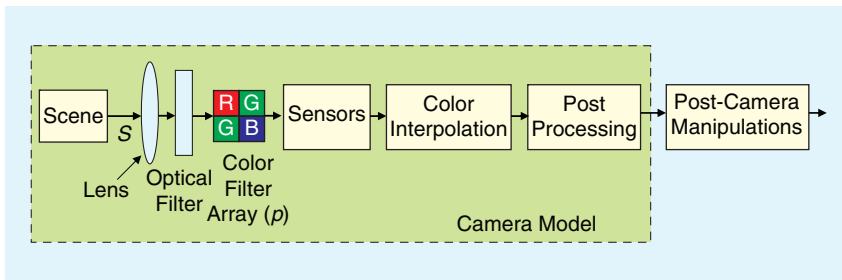 Scene
S
Lens
Optical
Filter
R G
G B
Color
Filter
Array (p)
Sensors
Color
Interpolation
Post
Processing
Post-Camera
Manipulations
Camera Model